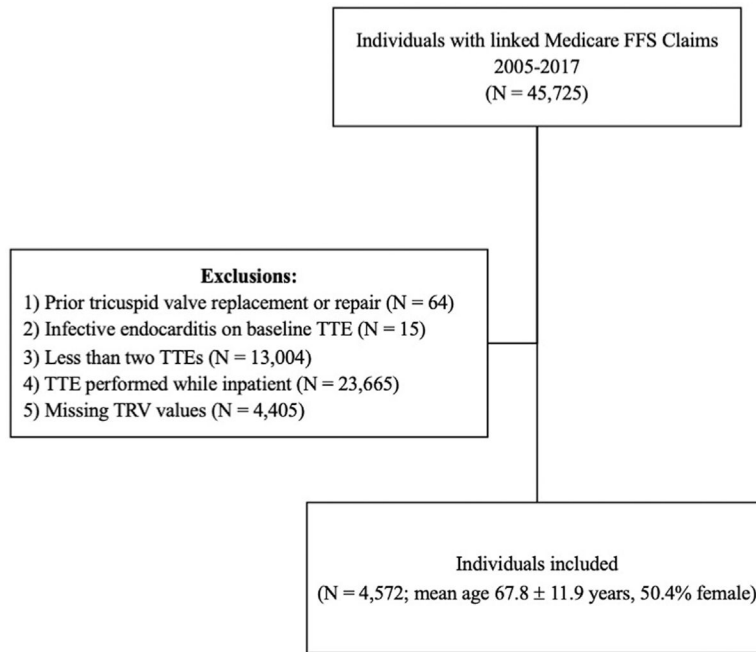 Individuals with linked Medicare FFS Claims
2005-2017
(N = 45,725)
Exclusions:
1) Prior tricuspid valve replacement or repair (N = 64)
2) Infective endocarditis on baseline TTE (N = 15)
3) Less than two TTEs (N = 13,004)
4) TTE performed while inpatient (N = 23,665)
5) Missing TRV values (N = 4,405)
Individuals included
(N = 4,572; mean age 67.8 ± 11.9 years, 50.4% female)